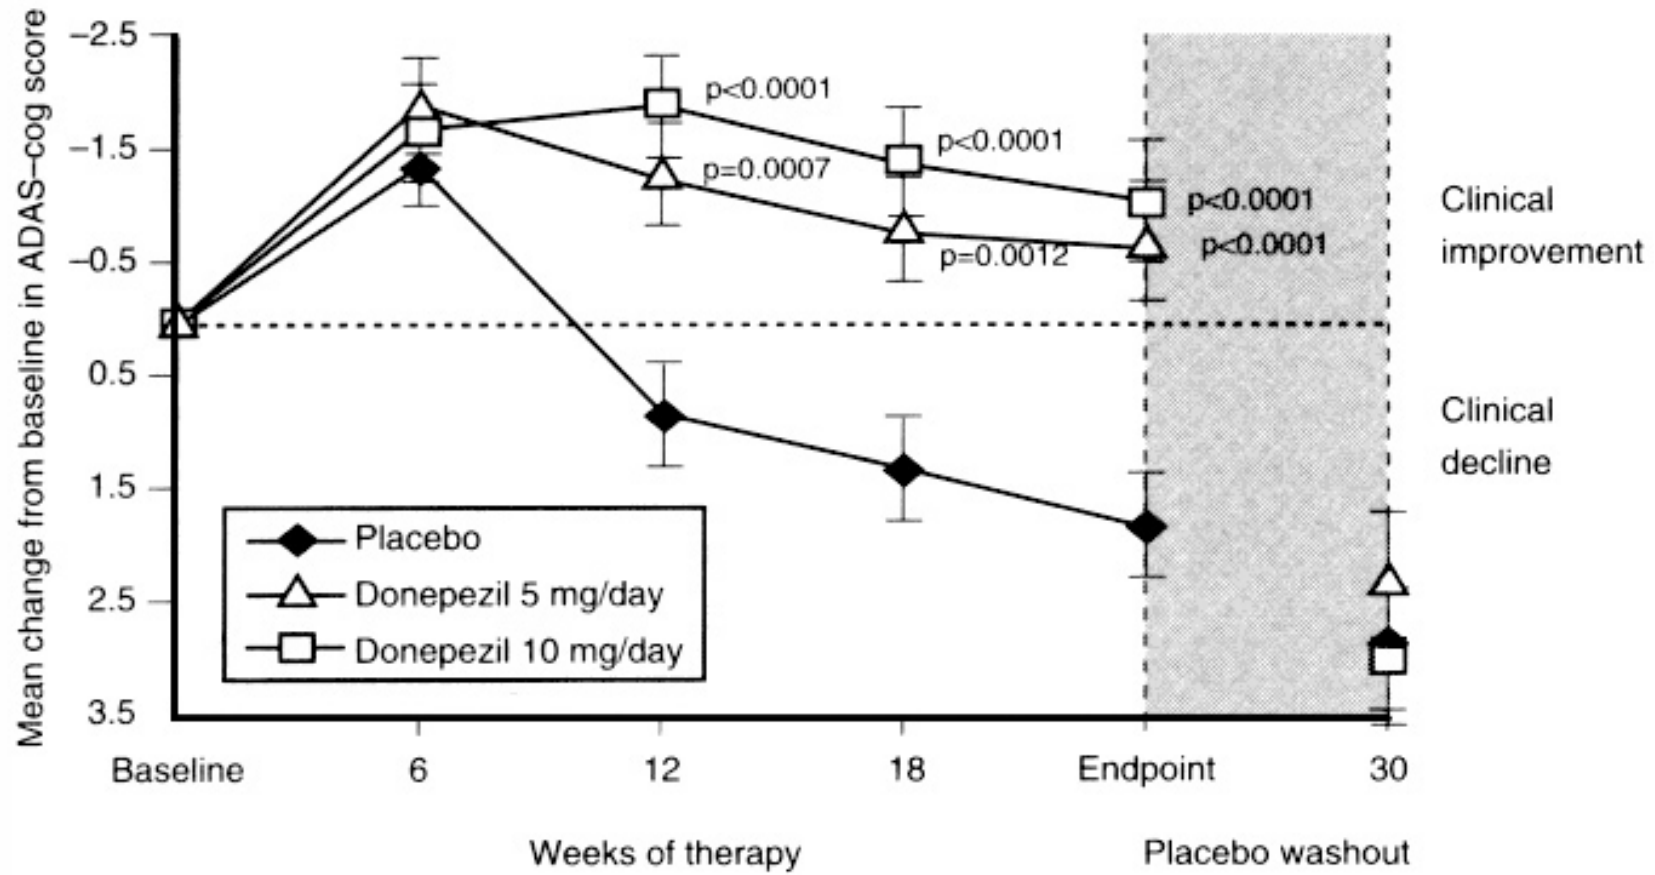 Mean change from baseline in ADAS–cog score
−2.5
−1.5
−0.5
0.5
1.5
2.5
3.5
p<0.0001
p=0.0007
p<0.0001
p=0.0012
p<0.0001
p<0.0001
Clinical
improvement
Clinical
decline
Placebo
Donepezil 5 mg/day
Donepezil 10 mg/day
Baseline 6 12 18 Endpoint 30
Weeks of therapy Placebo washout